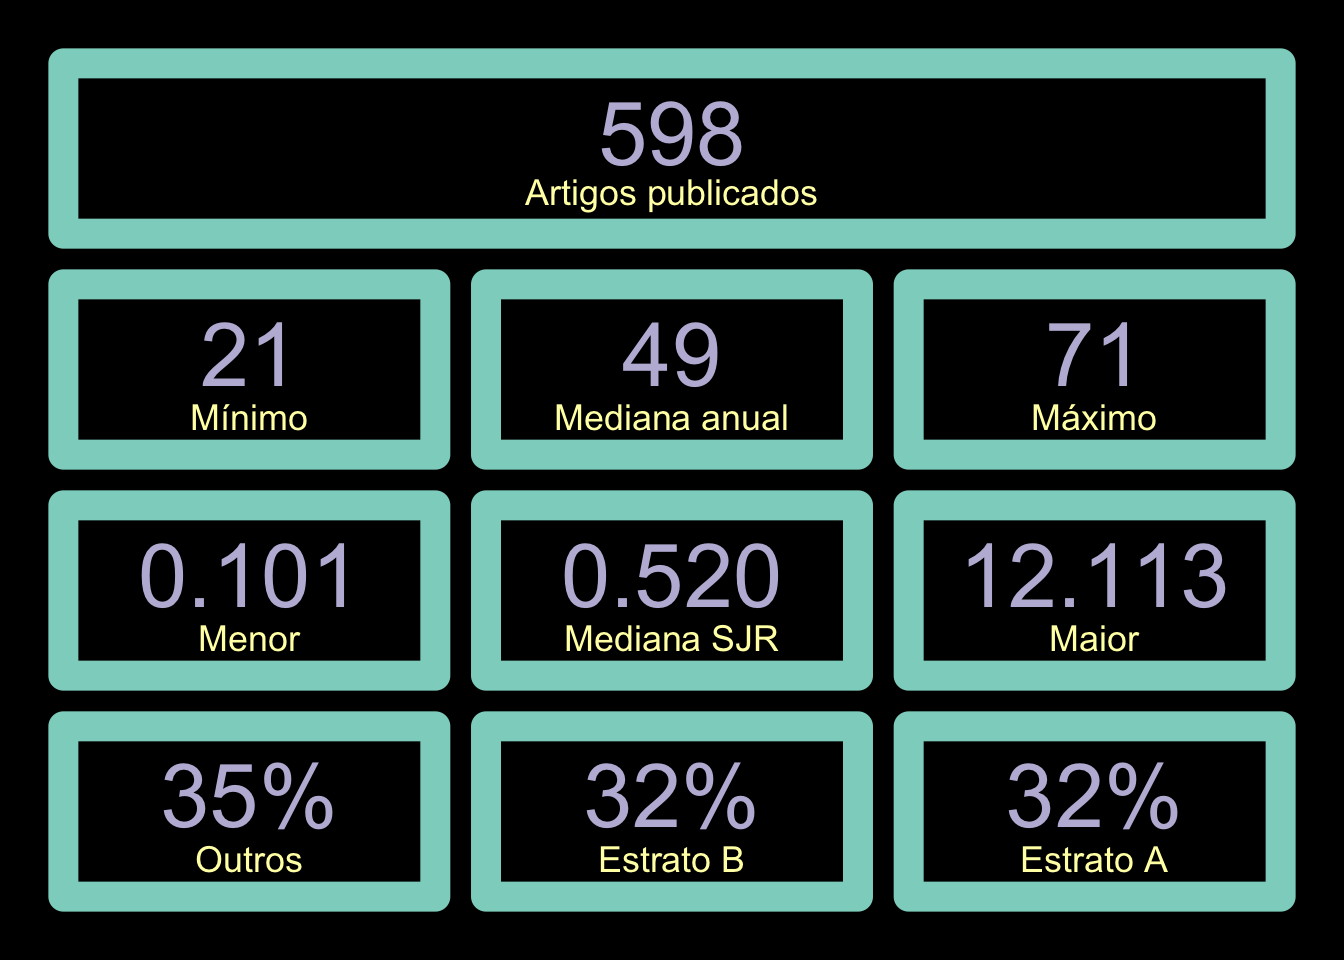 598
Artigos publicados
21
Mínimo
49
Mediana anual
71
Máximo
0.101
Menor
0.520
Mediana SJR
12.113
Maior
35%
Outros
32%
Estrato B
32%
Estrato A